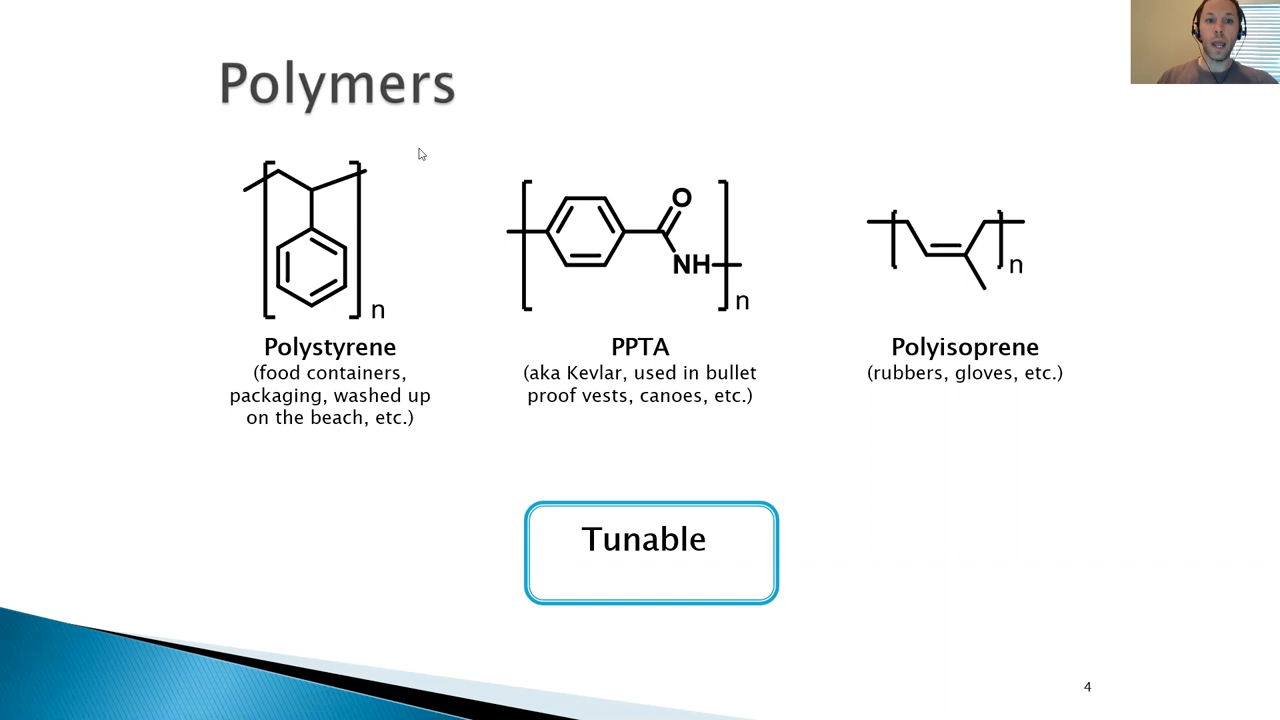 Polymers
n
O
NH
n
n
Polystyrene
(food containers,
packaging, washed up
on the beach, etc.)
PPTA
(aka Kevlar, used in bullet
proof vests, canoes, etc.)
Polyisoprene
(rubbers, gloves, etc.)
Tunable
4